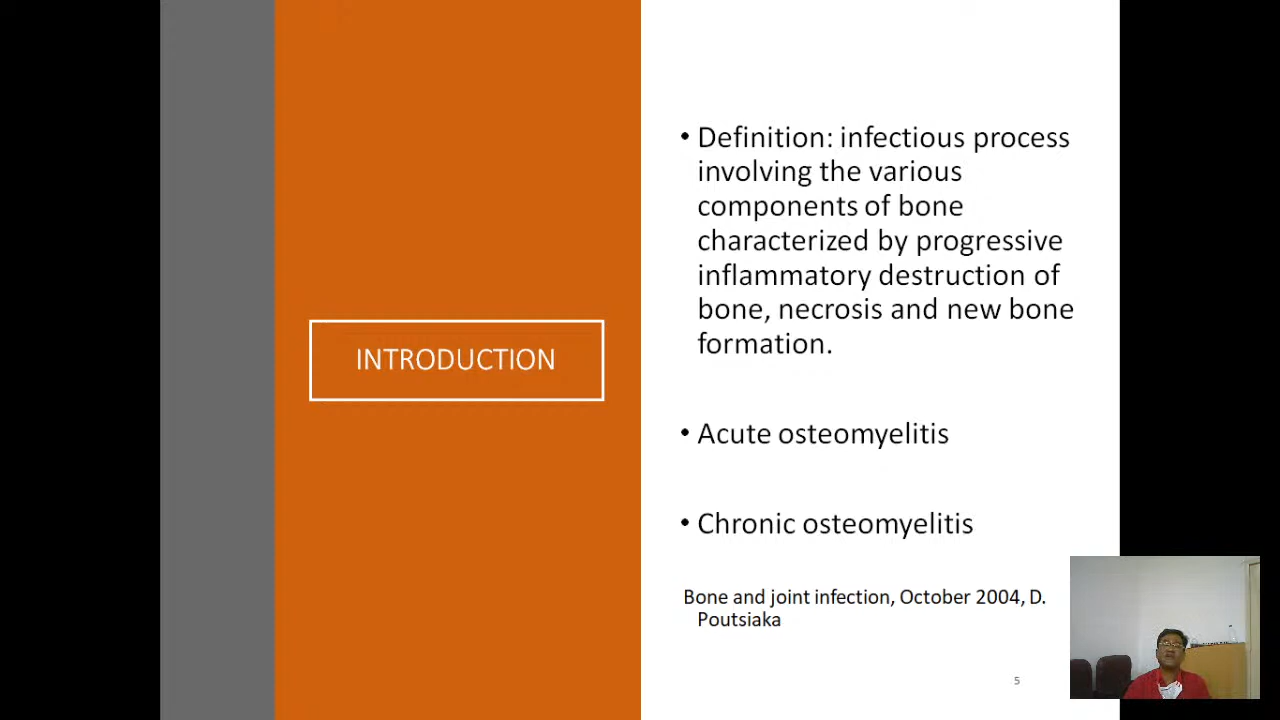 INTRODUCTION
• Definition: infectious process
involving the various
components of bone
characterized by progressive
inflammatory destruction of
bone, necrosis and new bone
formation.
• Acute osteomyelitis
• Chronic osteomyelitis
Bone and joint infection, October 2004, D.
Poutsiaka
5